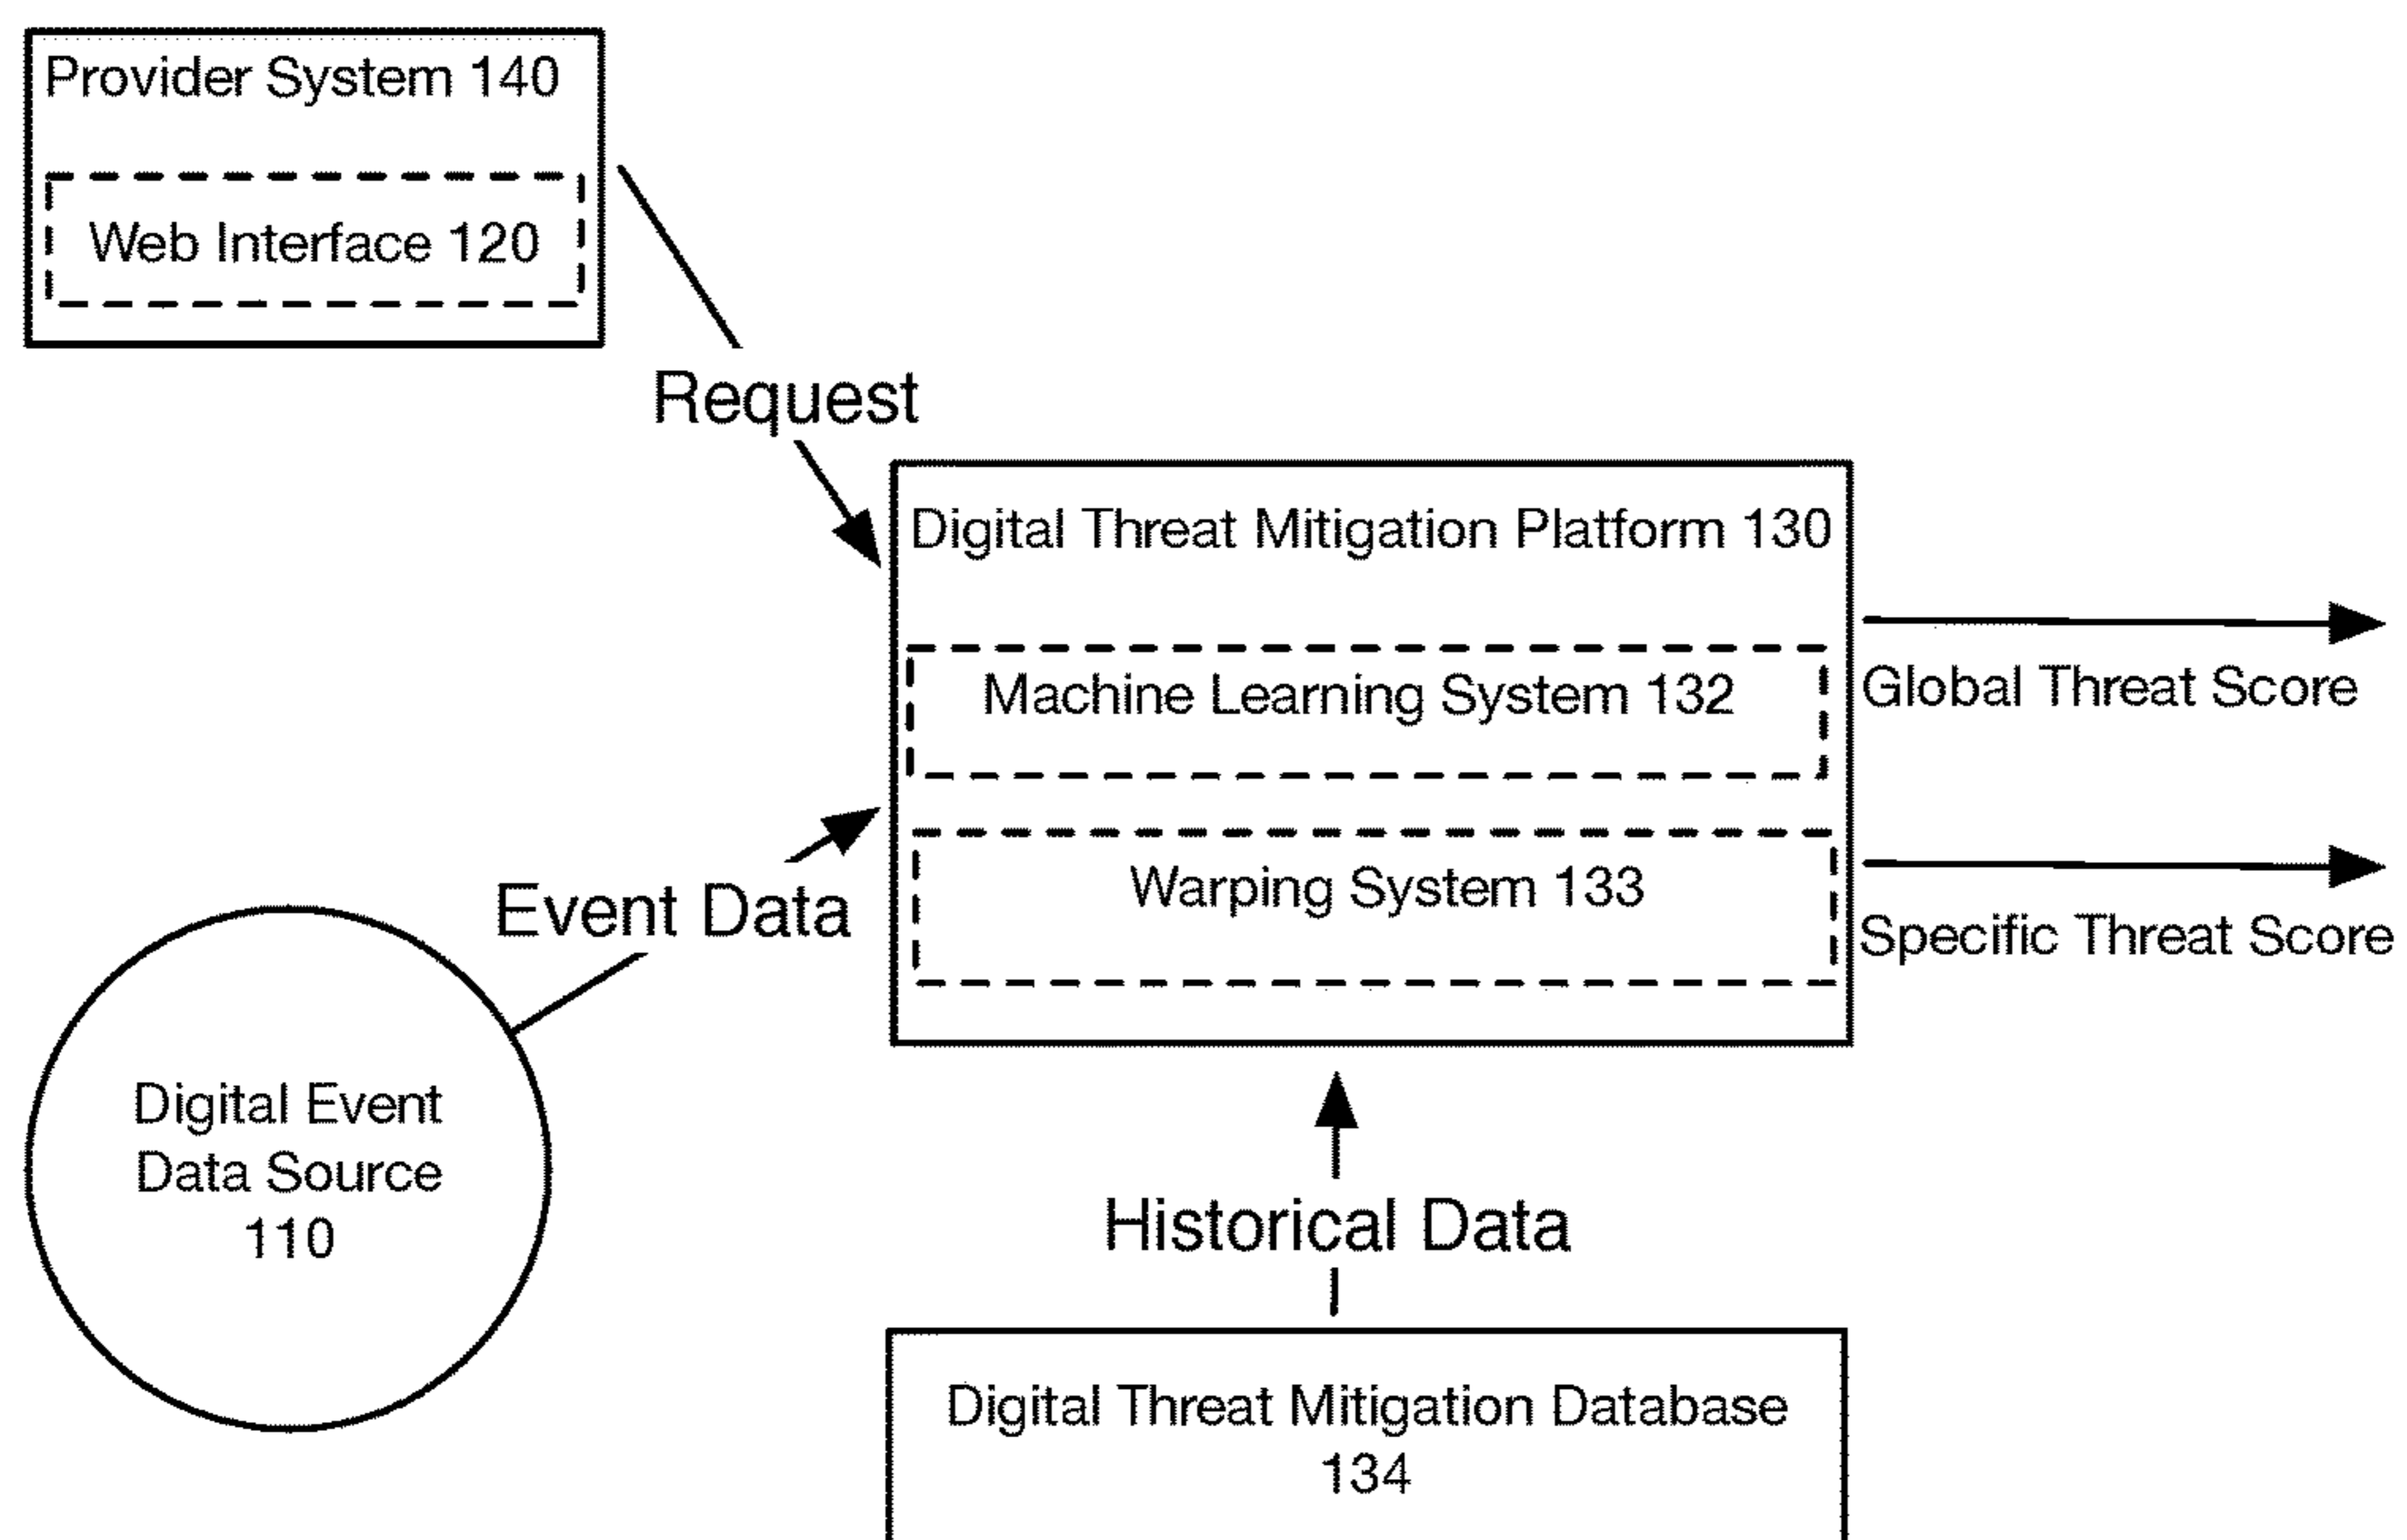 Provider System 140
Web Interface 120
Request
Digital Threat Mitigation Platform 130
Machine Learning System 132
Global Threat Score
Warping System 133
Specific Threat Score
Event Data
Digital Event
Data Source
110
Historical Data
Digital Threat Mitigation Database
134